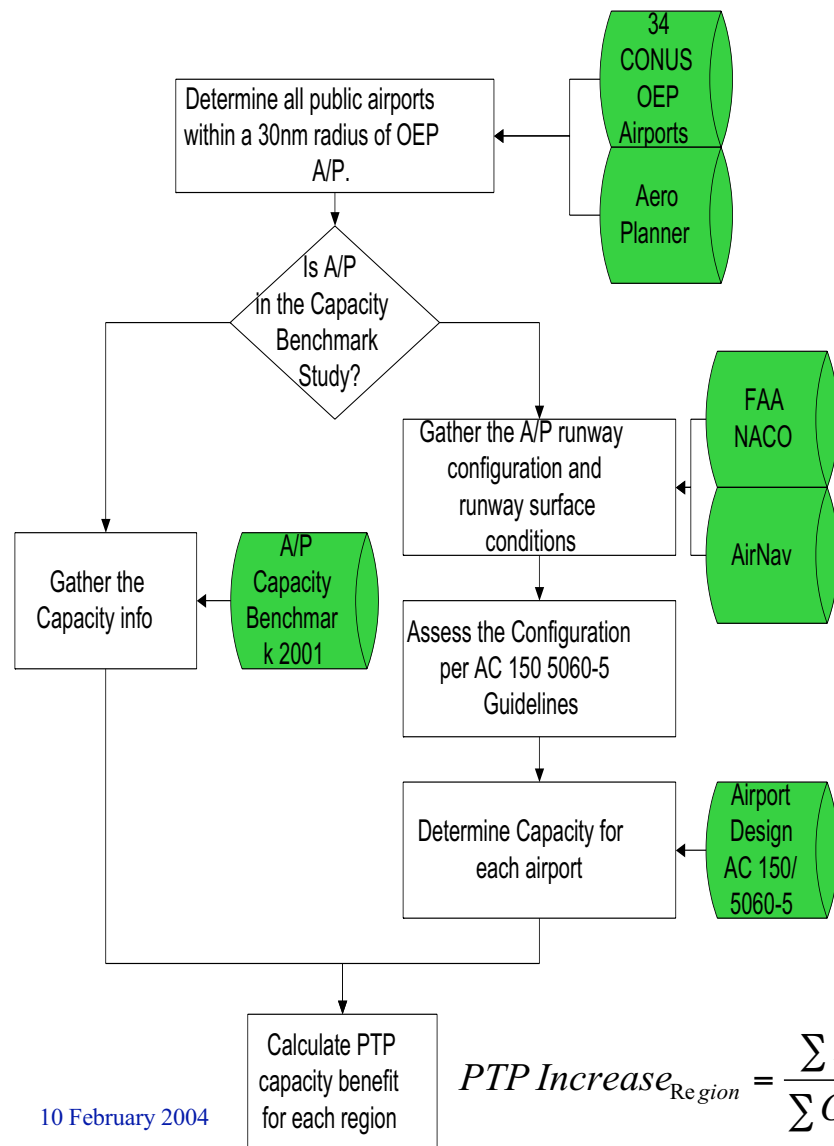 34
CONUS
OEP
Airports
Determine all public airports
within a 30nm radius of OEP
A/P.
Aero
Planner
Is A/P
in the Capacity
Benchmark
Study?
FAA
NACO
Gather the A/P runway
configuration and
runway surface
conditions
AirNav
A/P
Capacity
Benchmar
k 2001
Gather the
Capacity info
Assess the Configuration
per AC 150 5060-5
Guidelines
Airport
Design
AC 150/
5060-5
Determine Capacity for
each airport
Calculate PTP
capacity benefit
for each region
PTP Increase_Region = ∑ / ∑
10 February 2004